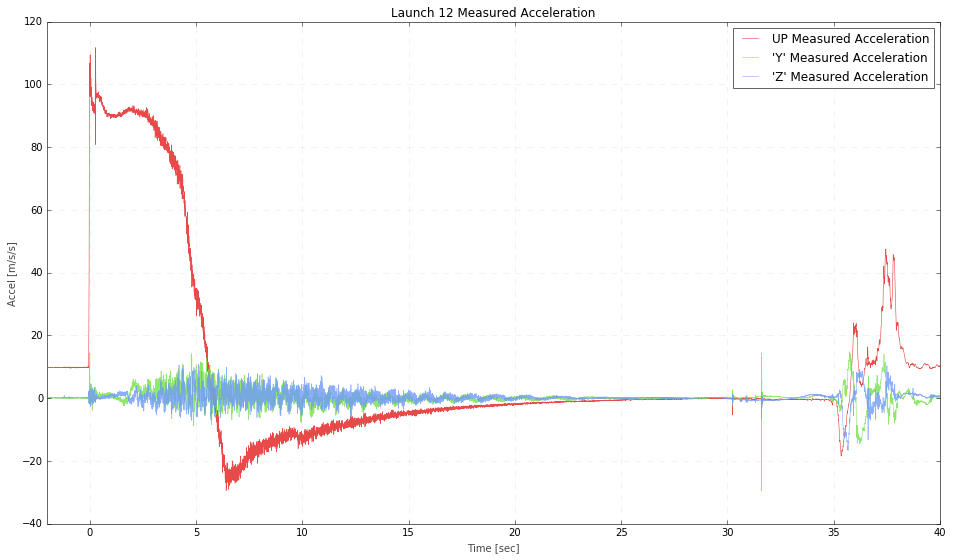 Launch 12 Measured Acceleration
120
100
80
60
40
20
0
−20
−40
Accel [m/s/s]
UP Measured Acceleration
'Y' Measured Acceleration
'Z' Measured Acceleration
0 5 10 15 20 25 30 35 40
Time [sec]